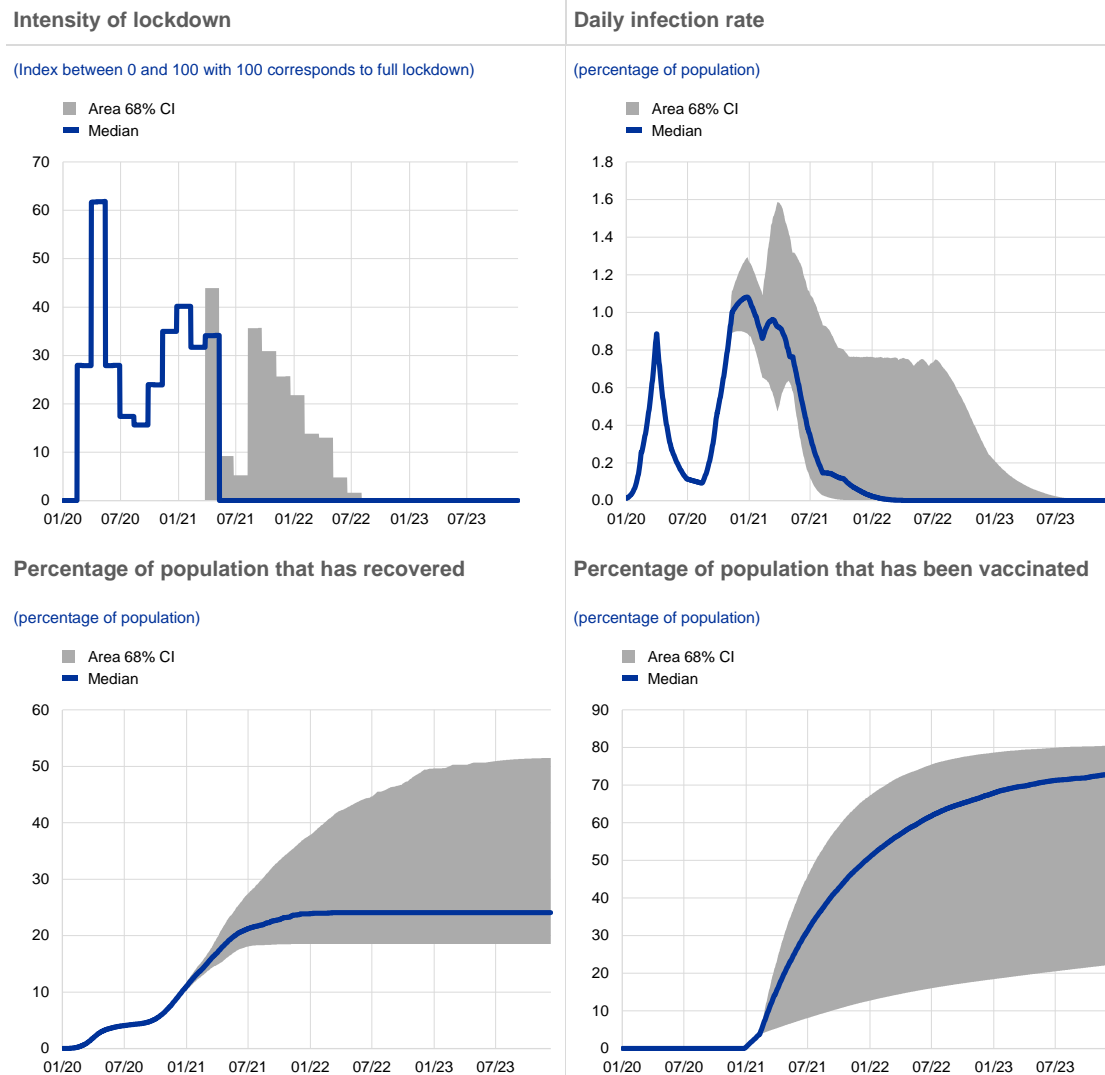 Intensity of lockdown
(Index between 0 and 100 with 100 corresponds to full lockdown)
Area 68% CI
Median
70
60
50
40
30
20
10
0
01/20 07/20 01/21 07/21 01/22 07/22 01/23 07/23
Daily infection rate
(percentage of population)
Area 68% CI
Median
1.8
1.6
1.4
1.2
1.0
0.8
0.6
0.4
0.2
0.0
01/20 07/20 01/21 07/21 01/22 07/22 01/23 07/23
Percentage of population that has recovered
(percentage of population)
Area 68% CI
Median
60
50
40
30
20
10
0
01/20 07/20 01/21 07/21 01/22 07/22 01/23 07/23
Percentage of population that has been vaccinated
(percentage of population)
Area 68% CI
Median
90
80
70
60
50
40
30
20
10
0
01/20 07/20 01/21 07/21 01/22 07/22 01/23 07/23